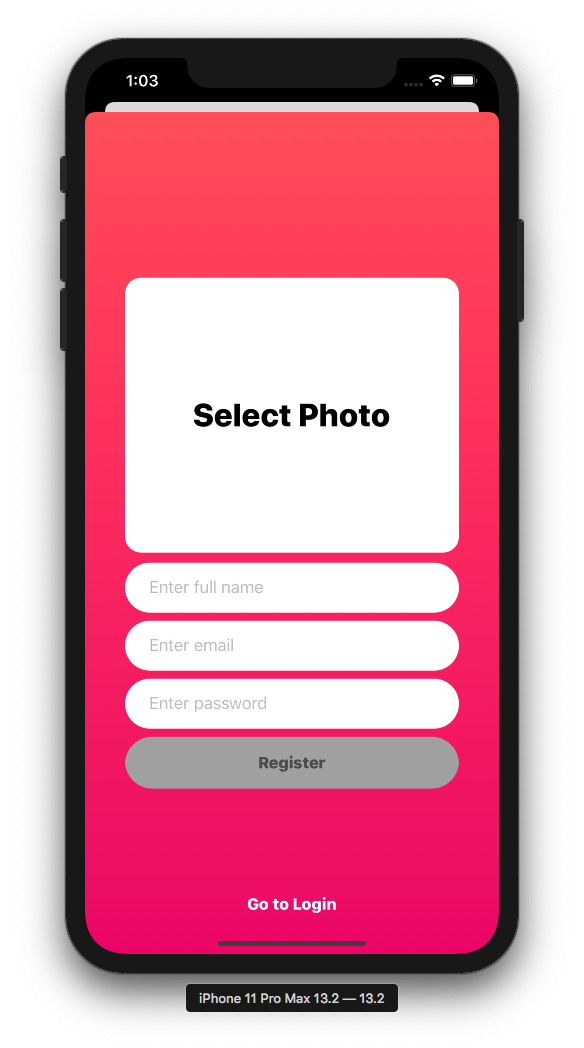 1:03
Select Photo
Enter full name
Enter email
Enter password
Register
Go to Login
iPhone 11 Pro Max 13.2 — 13.2